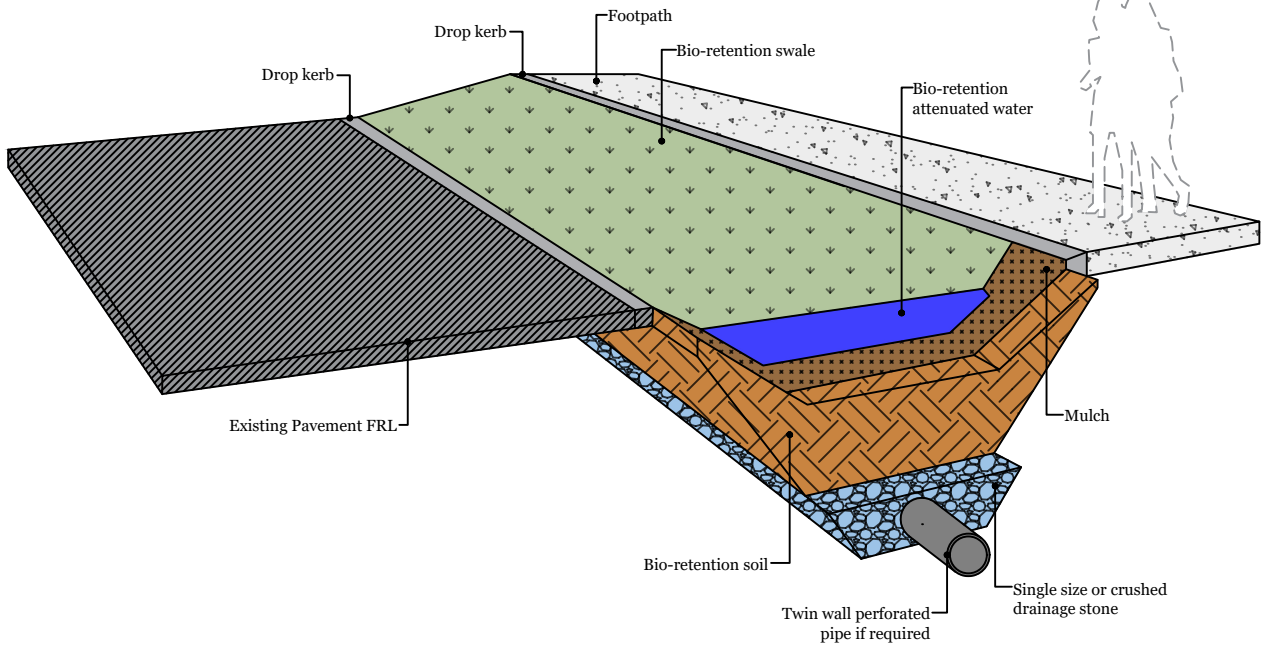 Footpath
Drop kerb
Bio-retention swale
Drop kerb
Bio-retention
attenuated water
Existing Pavement FRL
Mulch
Bio-retention soil
Single size or crushed
drainage stone
Twin wall perforated
pipe if required